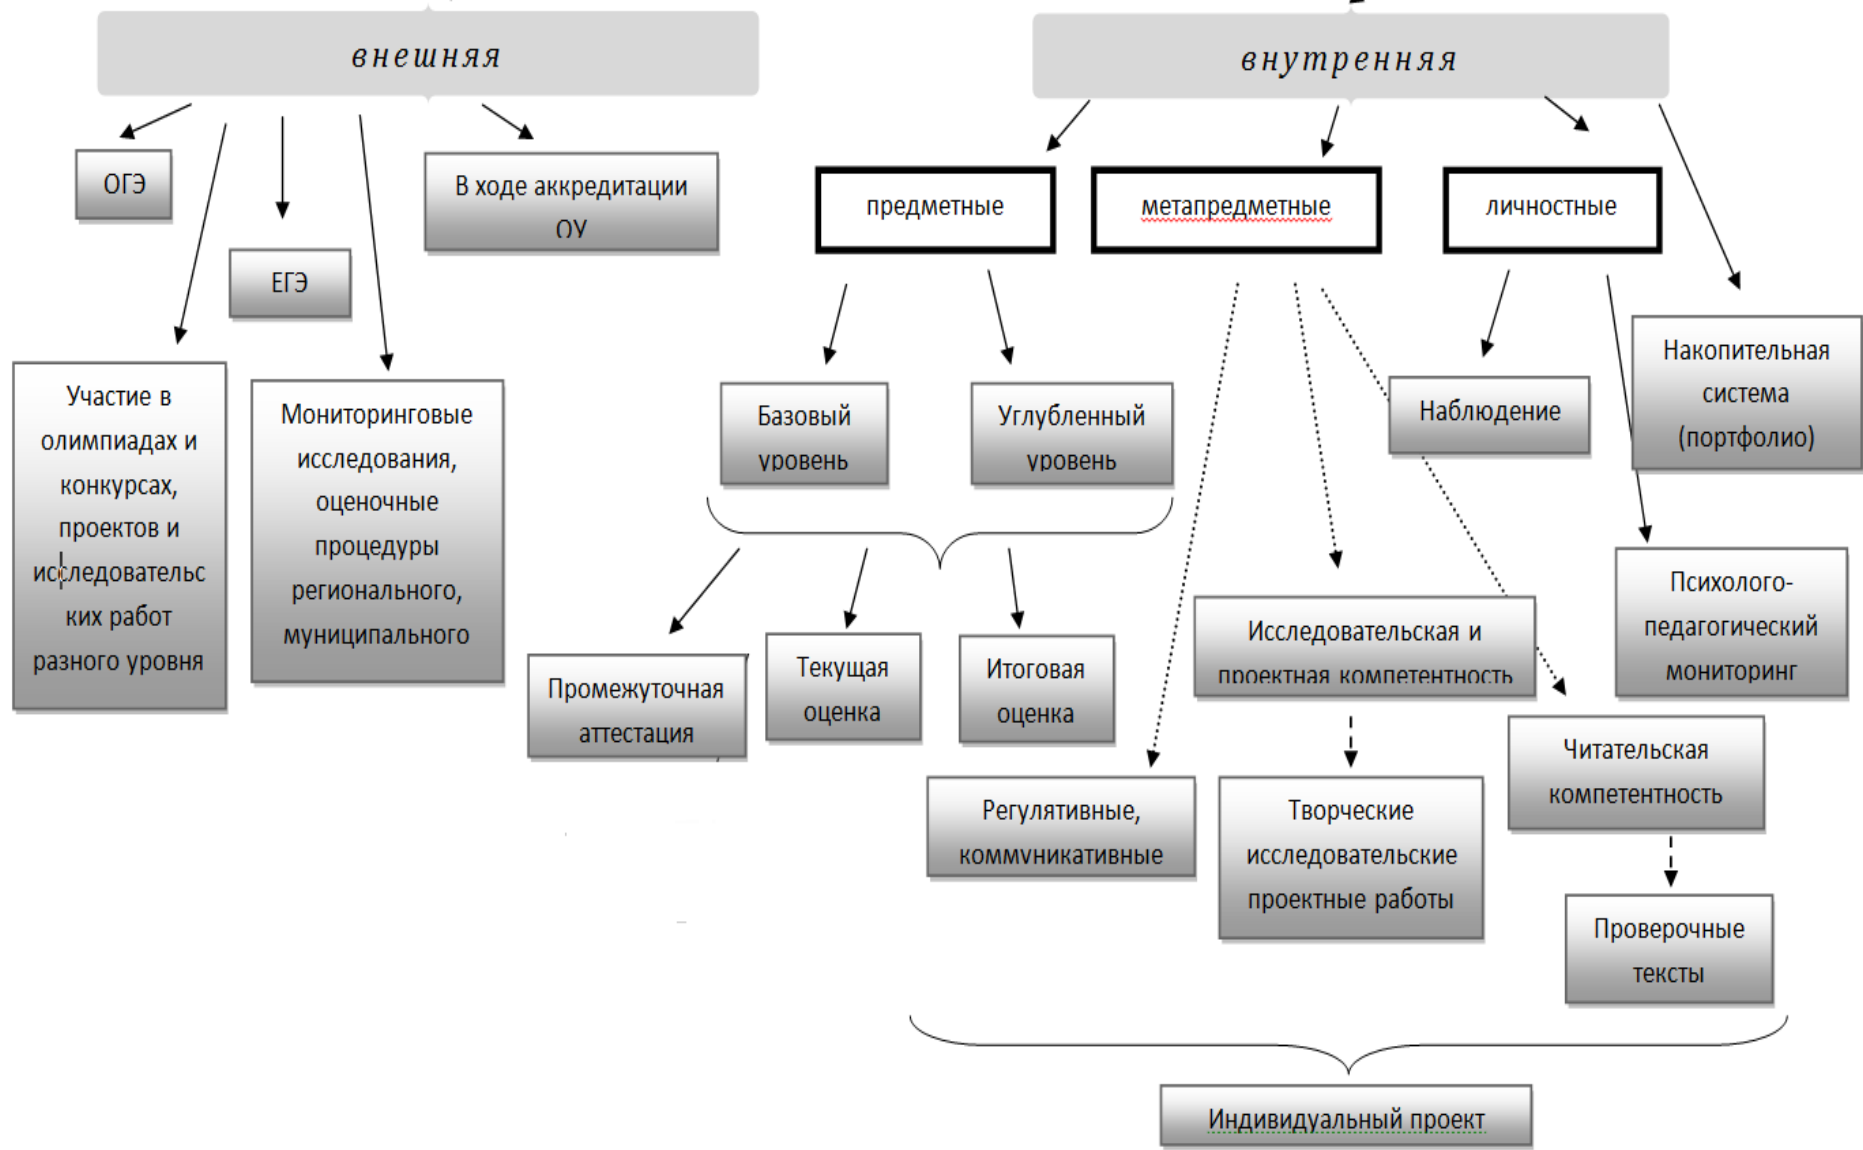 внешняя
внутренняя
ОГЭ
В ходе аккредитации
ОУ
ЕГЭ
Участие в
олимпиадах и
конкурсах,
проектов и
исследовательс
ких работ
разного уровня
Мониторинговые
исследования,
оценочные
процедуры
регионального,
муниципального
предметные
метапредметные
личностные
Базовый
уровень
Углубленный
уровень
Наблюдение
Накопительная
система
(портфолио)
Промежуточная
аттестация
Текущая
оценка
Итоговая
оценка
Исследовательская и
проектная компетентность
Психолого-
педагогический
мониторинг
Регулятивные,
коммуникативные
Творческие
исследовательские
проектные работы
Читательская
компетентность
Проверочные
тексты
Индивидуальный проект